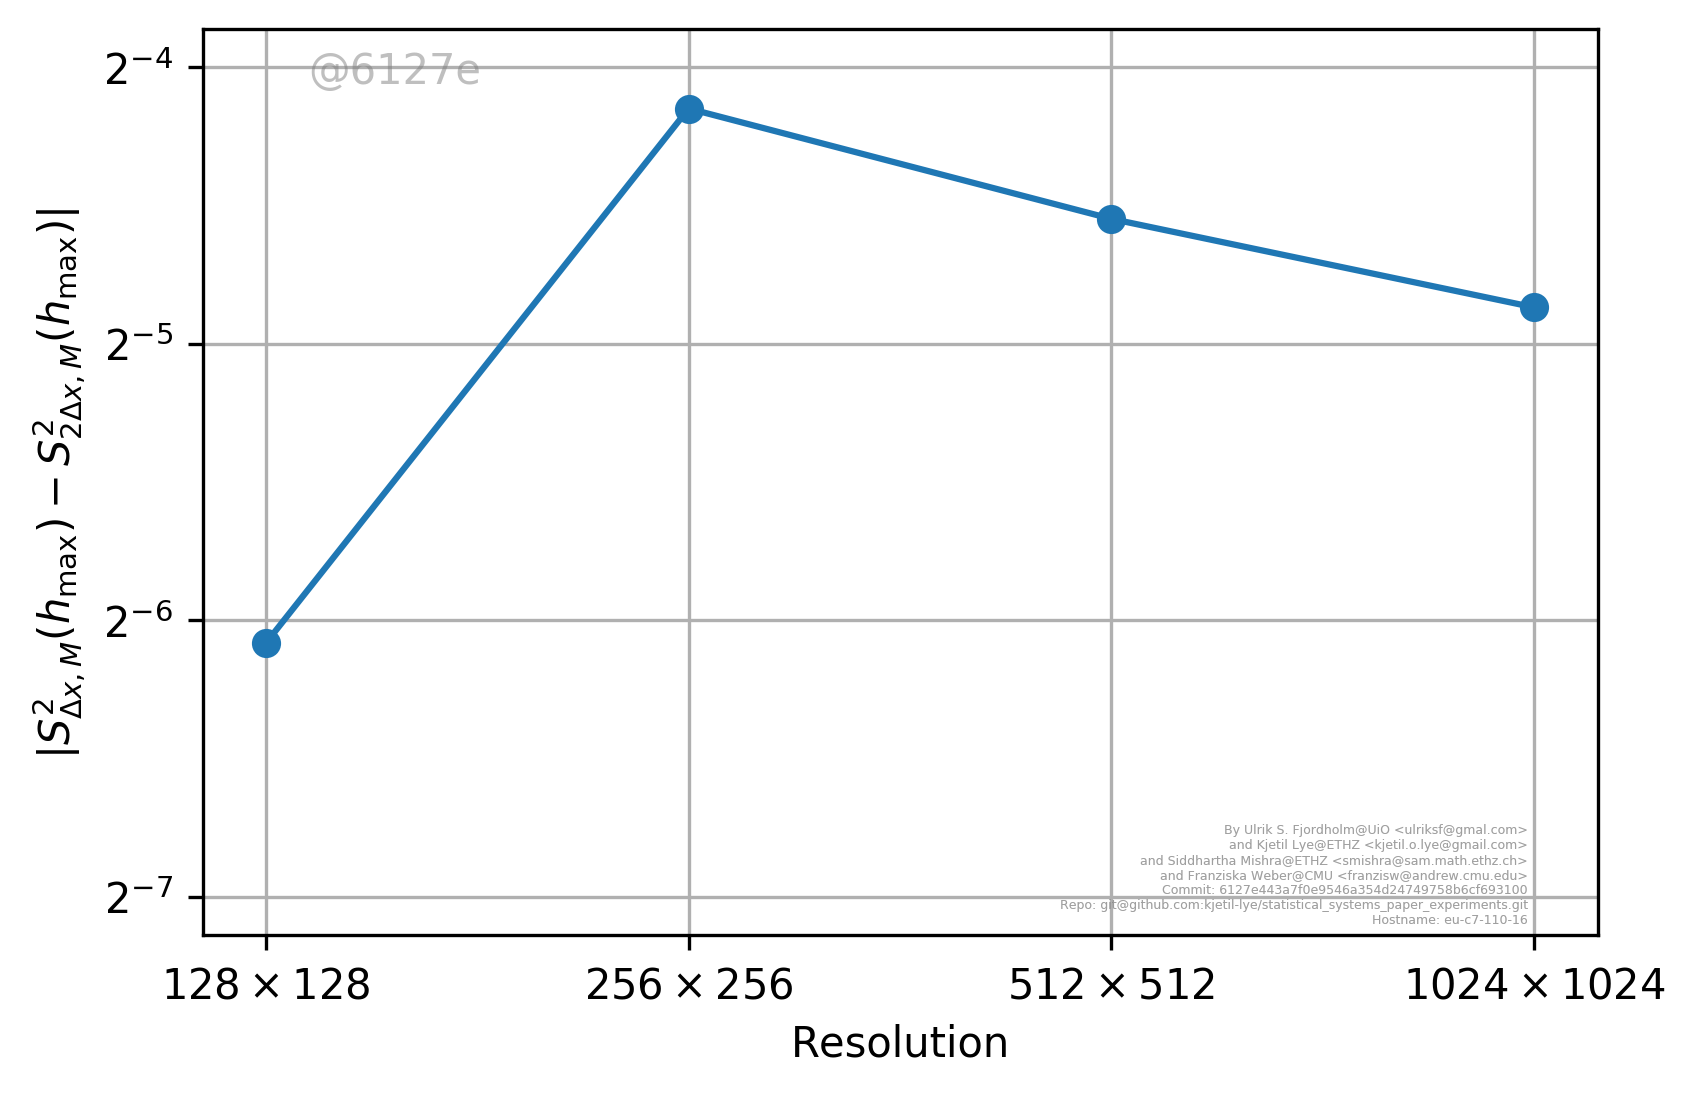 @6127e
2⁻⁴
2⁻⁵
2⁻⁶
2⁻⁷
|S²_{Δx, M}(h_max) − S²_{2Δx, M}(h_max)|
By Ulrik S. Fjordholm@UiO <ulriksf@gmal.com>
and Kjetil Lye@ETHZ <kjetil.o.lye@gmail.com>
and Siddhartha Mishra@ETHZ <smishra@sam.math.ethz.ch>
and Franziska Weber@CMU <franzisw@andrew.cmu.edu>
Commit: 6127e443a7f0e9546a354d24749758b6cf693100
Repo: git@github.com:kjetil-lye/statistical_systems_paper_experiments.git
Hostname: eu-c7-110-16
128 × 128 256 × 256 512 × 512 1024 × 1024
Resolution